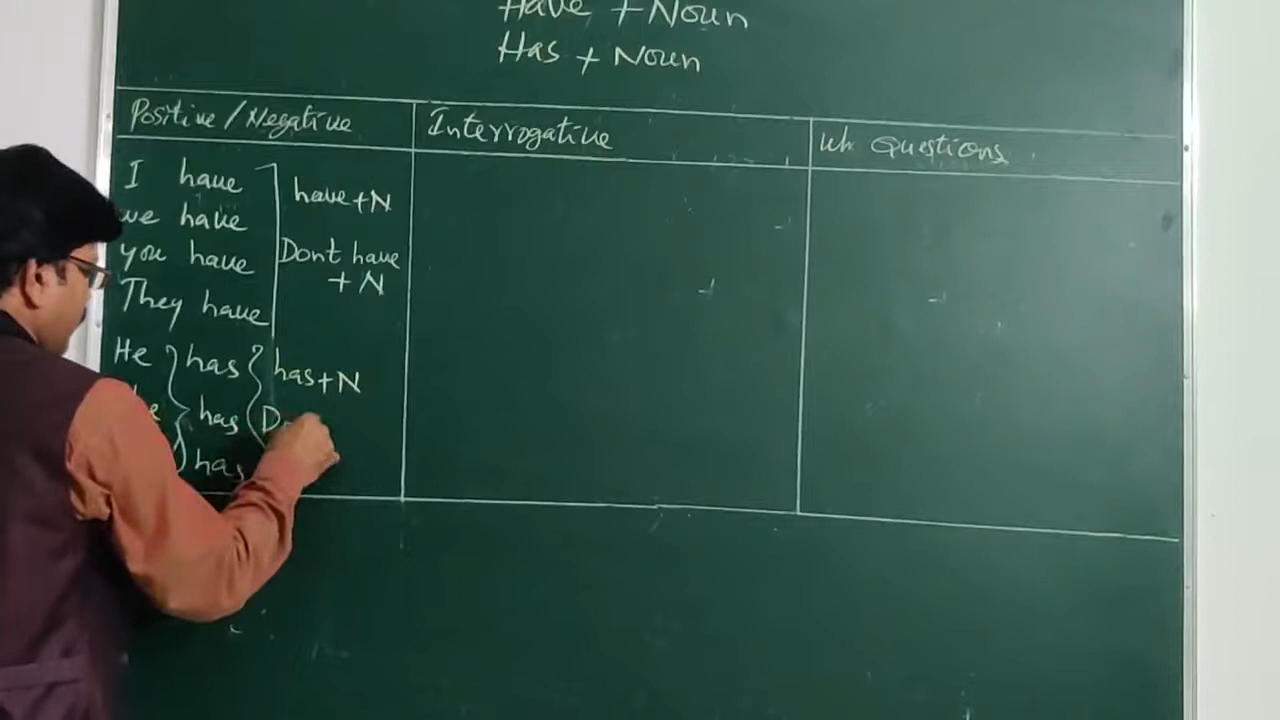 Have + Noun
Has + Noun
Positive / Negative
Interrogative
Wh Questions
I have
we have
you have
They have
have + N
Dont have
+ N
He has
has
has
has + N